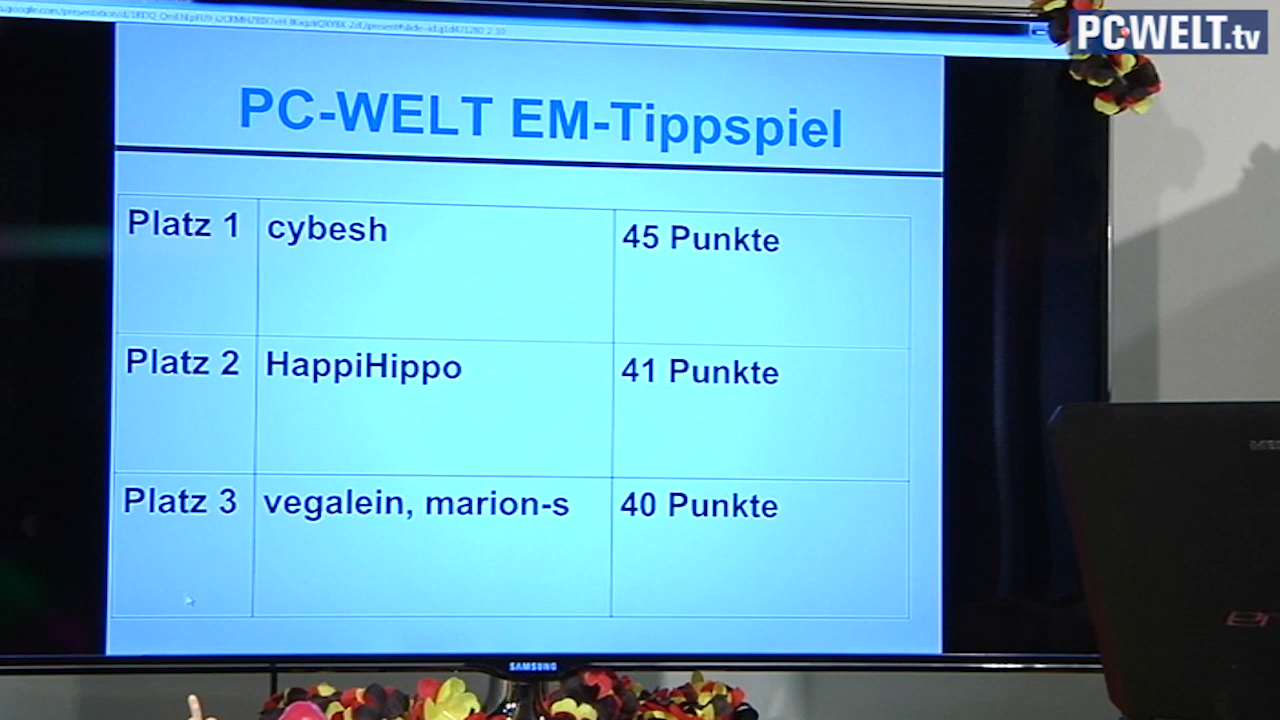 PCWELT.tv
PC-WELT EM-Tippspiel
Platz 1 cybesh 45 Punkte
Platz 2 HappiHippo 41 Punkte
Platz 3 vegalein, marion-s 40 Punkte
SAMSUNG